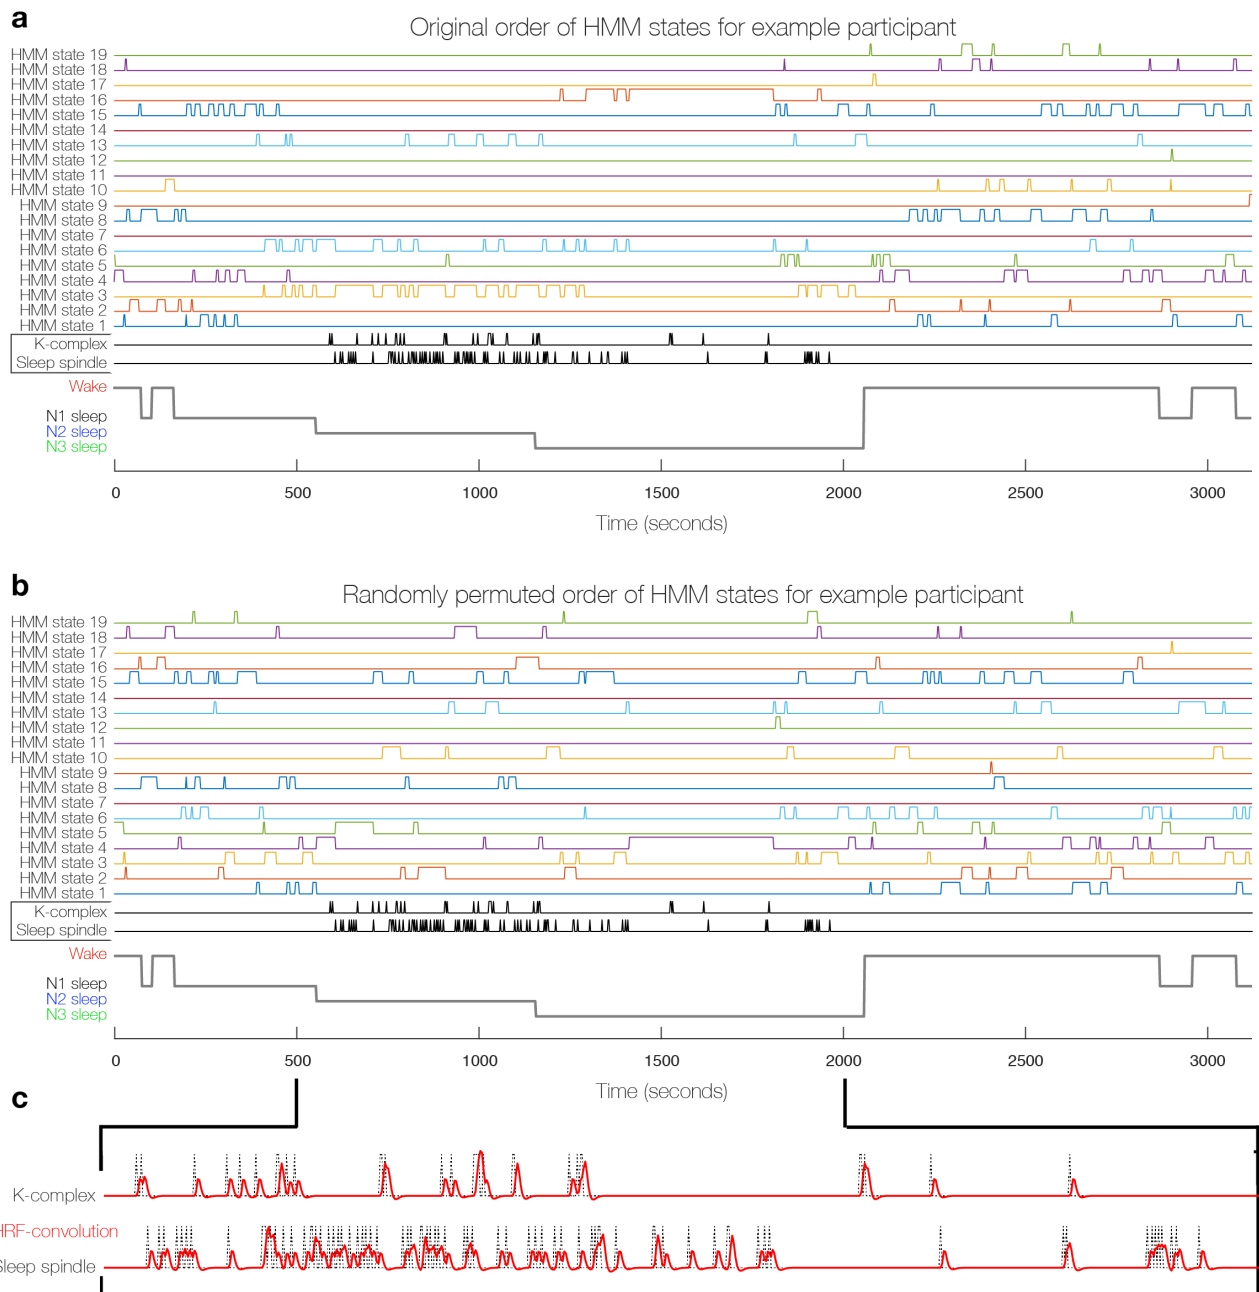 a
Original order of HMM states for example participant
HMM state 19
HMM state 18
HMM state 17
HMM state 16
HMM state 15
HMM state 14
HMM state 13
HMM state 12
HMM state 11
HMM state 10
HMM state 9
HMM state 8
HMM state 7
HMM state 6
HMM state 5
HMM state 4
HMM state 3
HMM state 2
HMM state 1
K-complex
Sleep spindle
Wake
N1 sleep
N2 sleep
N3 sleep
0 500 1000 1500 2000 2500 3000
Time (seconds)
b
Randomly permuted order of HMM states for example participant
HMM state 19
HMM state 18
HMM state 17
HMM state 16
HMM state 15
HMM state 14
HMM state 13
HMM state 12
HMM state 11
HMM state 10
HMM state 9
HMM state 8
HMM state 7
HMM state 6
HMM state 5
HMM state 4
HMM state 3
HMM state 2
HMM state 1
K-complex
Sleep spindle
Wake
N1 sleep
N2 sleep
N3 sleep
0 500 1000 1500 2000 2500 3000
Time (seconds)
c
K-complex
HRF-convolution
Sleep spindle